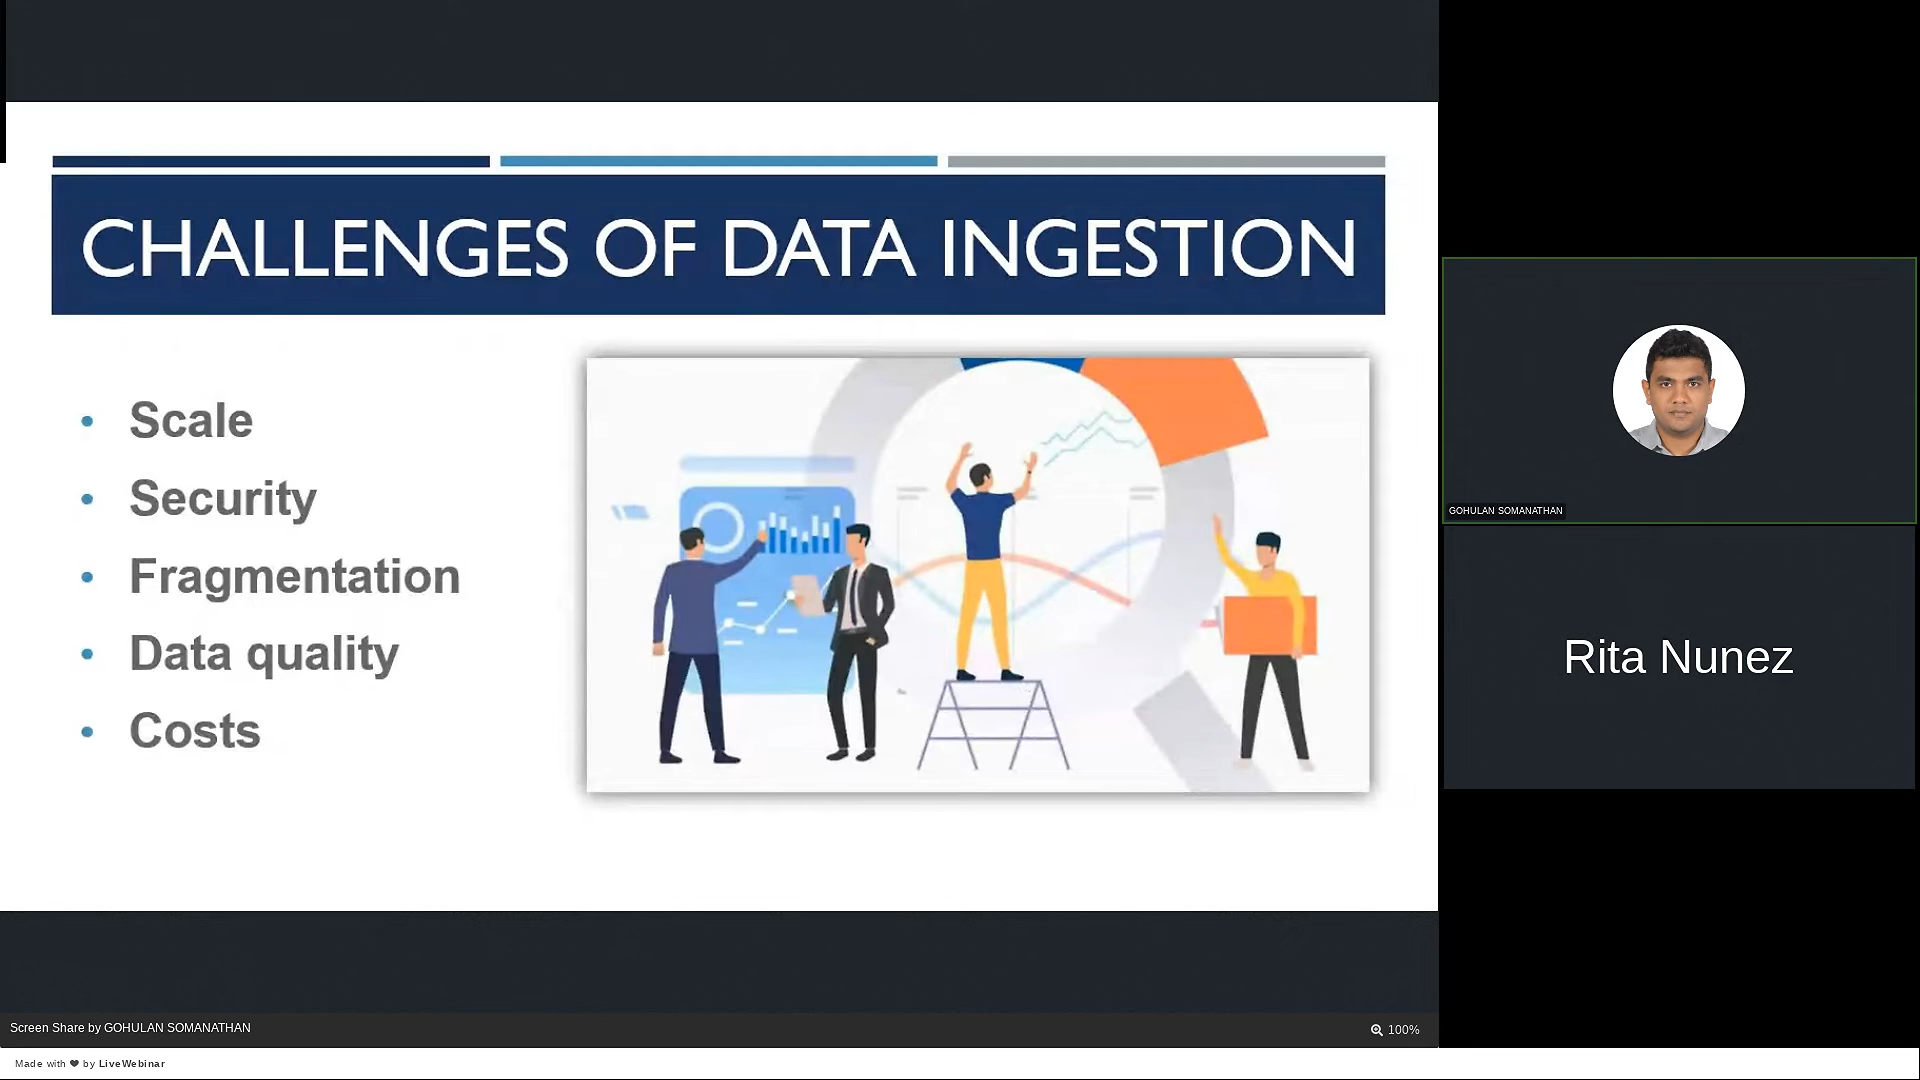 CHALLENGES OF DATA INGESTION
• Scale
• Security
• Fragmentation
• Data quality
• Costs
GOHULAN SOMANATHAN
Rita Nunez
Screen Share by GOHULAN SOMANATHAN
100%
Made with ❤ by LiveWebinar